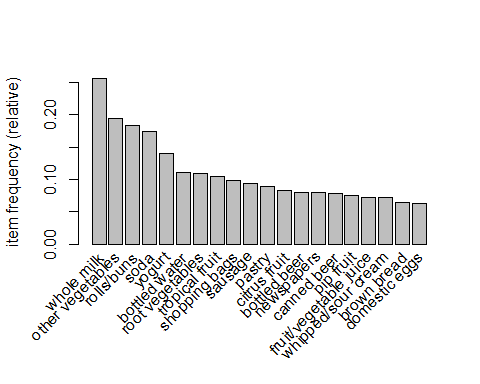 item frequency (relative)
0.00
0.10
0.20
whole milk
other vegetables
rolls/buns
soda
yogurt
bottled water
root vegetables
tropical fruit
shopping bags
sausage
pastry
citrus fruit
bottled beer
newspapers
canned beer
pip fruit
fruit/vegetable juice
whipped/sour cream
brown bread
domestic eggs